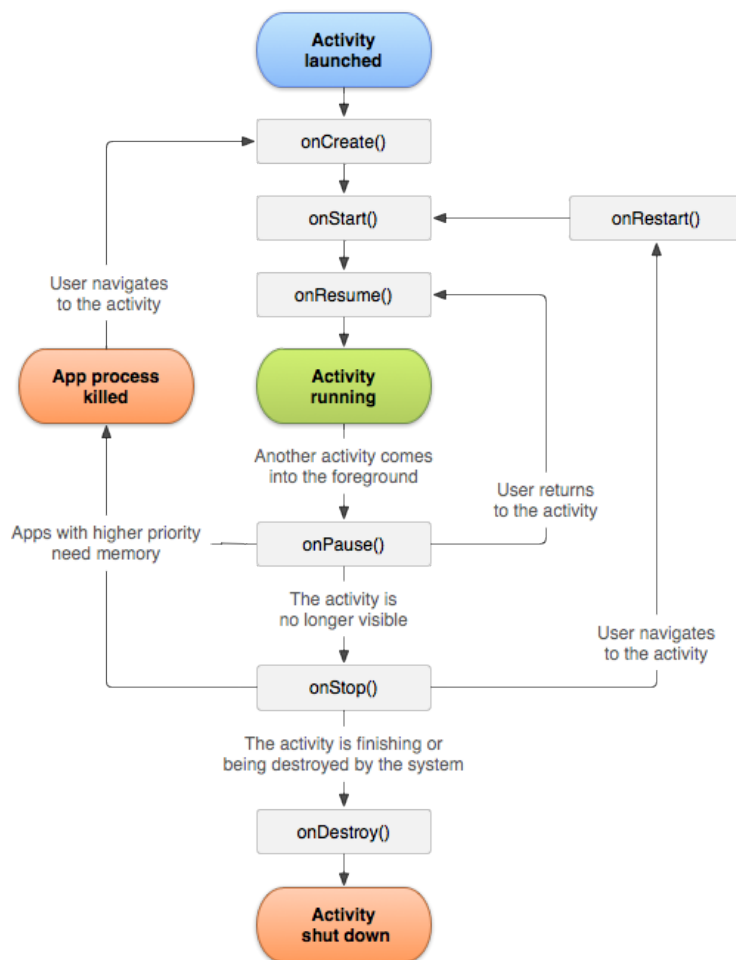 Activity
launched
onCreate()
onStart()
onRestart()
User navigates
to the activity
onResume()
App process
killed
Activity
running
Another activity comes
into the foreground
User returns
to the activity
Apps with higher priority
need memory
onPause()
The activity is
no longer visible
User navigates
to the activity
onStop()
The activity is finishing or
being destroyed by the system
onDestroy()
Activity
shut down